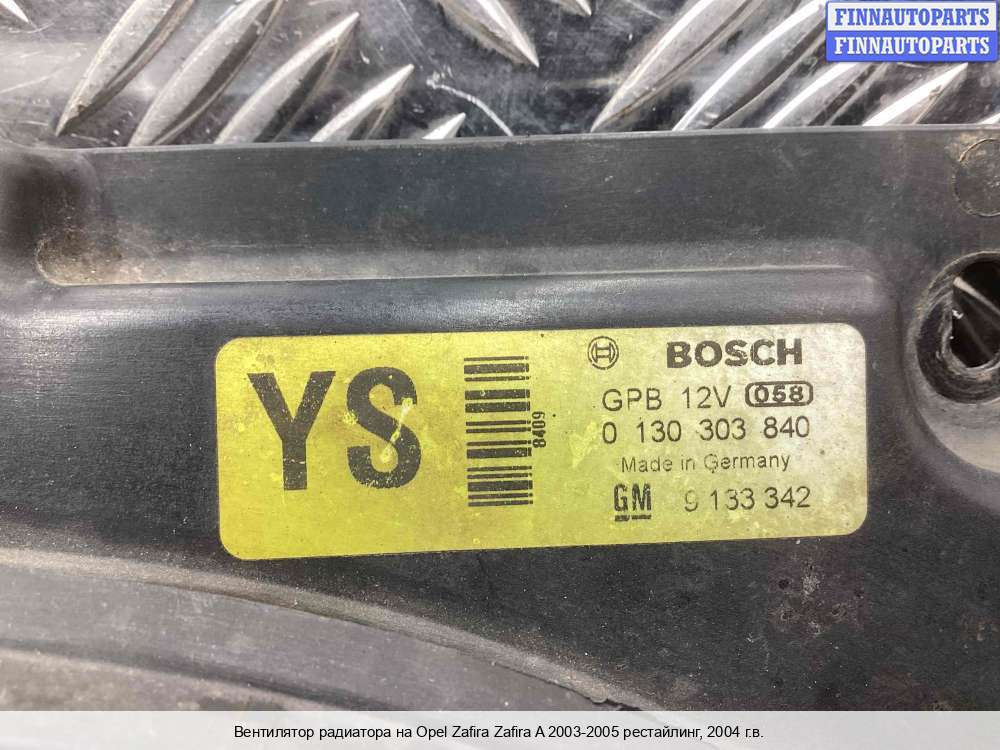 FINNAUTOPARTS
FINNAUTOPARTS
YS
8409
BOSCH
GPB 12V 058
0 130 303 840
Made in Germany
GM 9 133 342
Вентилятор радиатора на Opel Zafira Zafira A 2003-2005 рестайлинг, 2004 г.в.